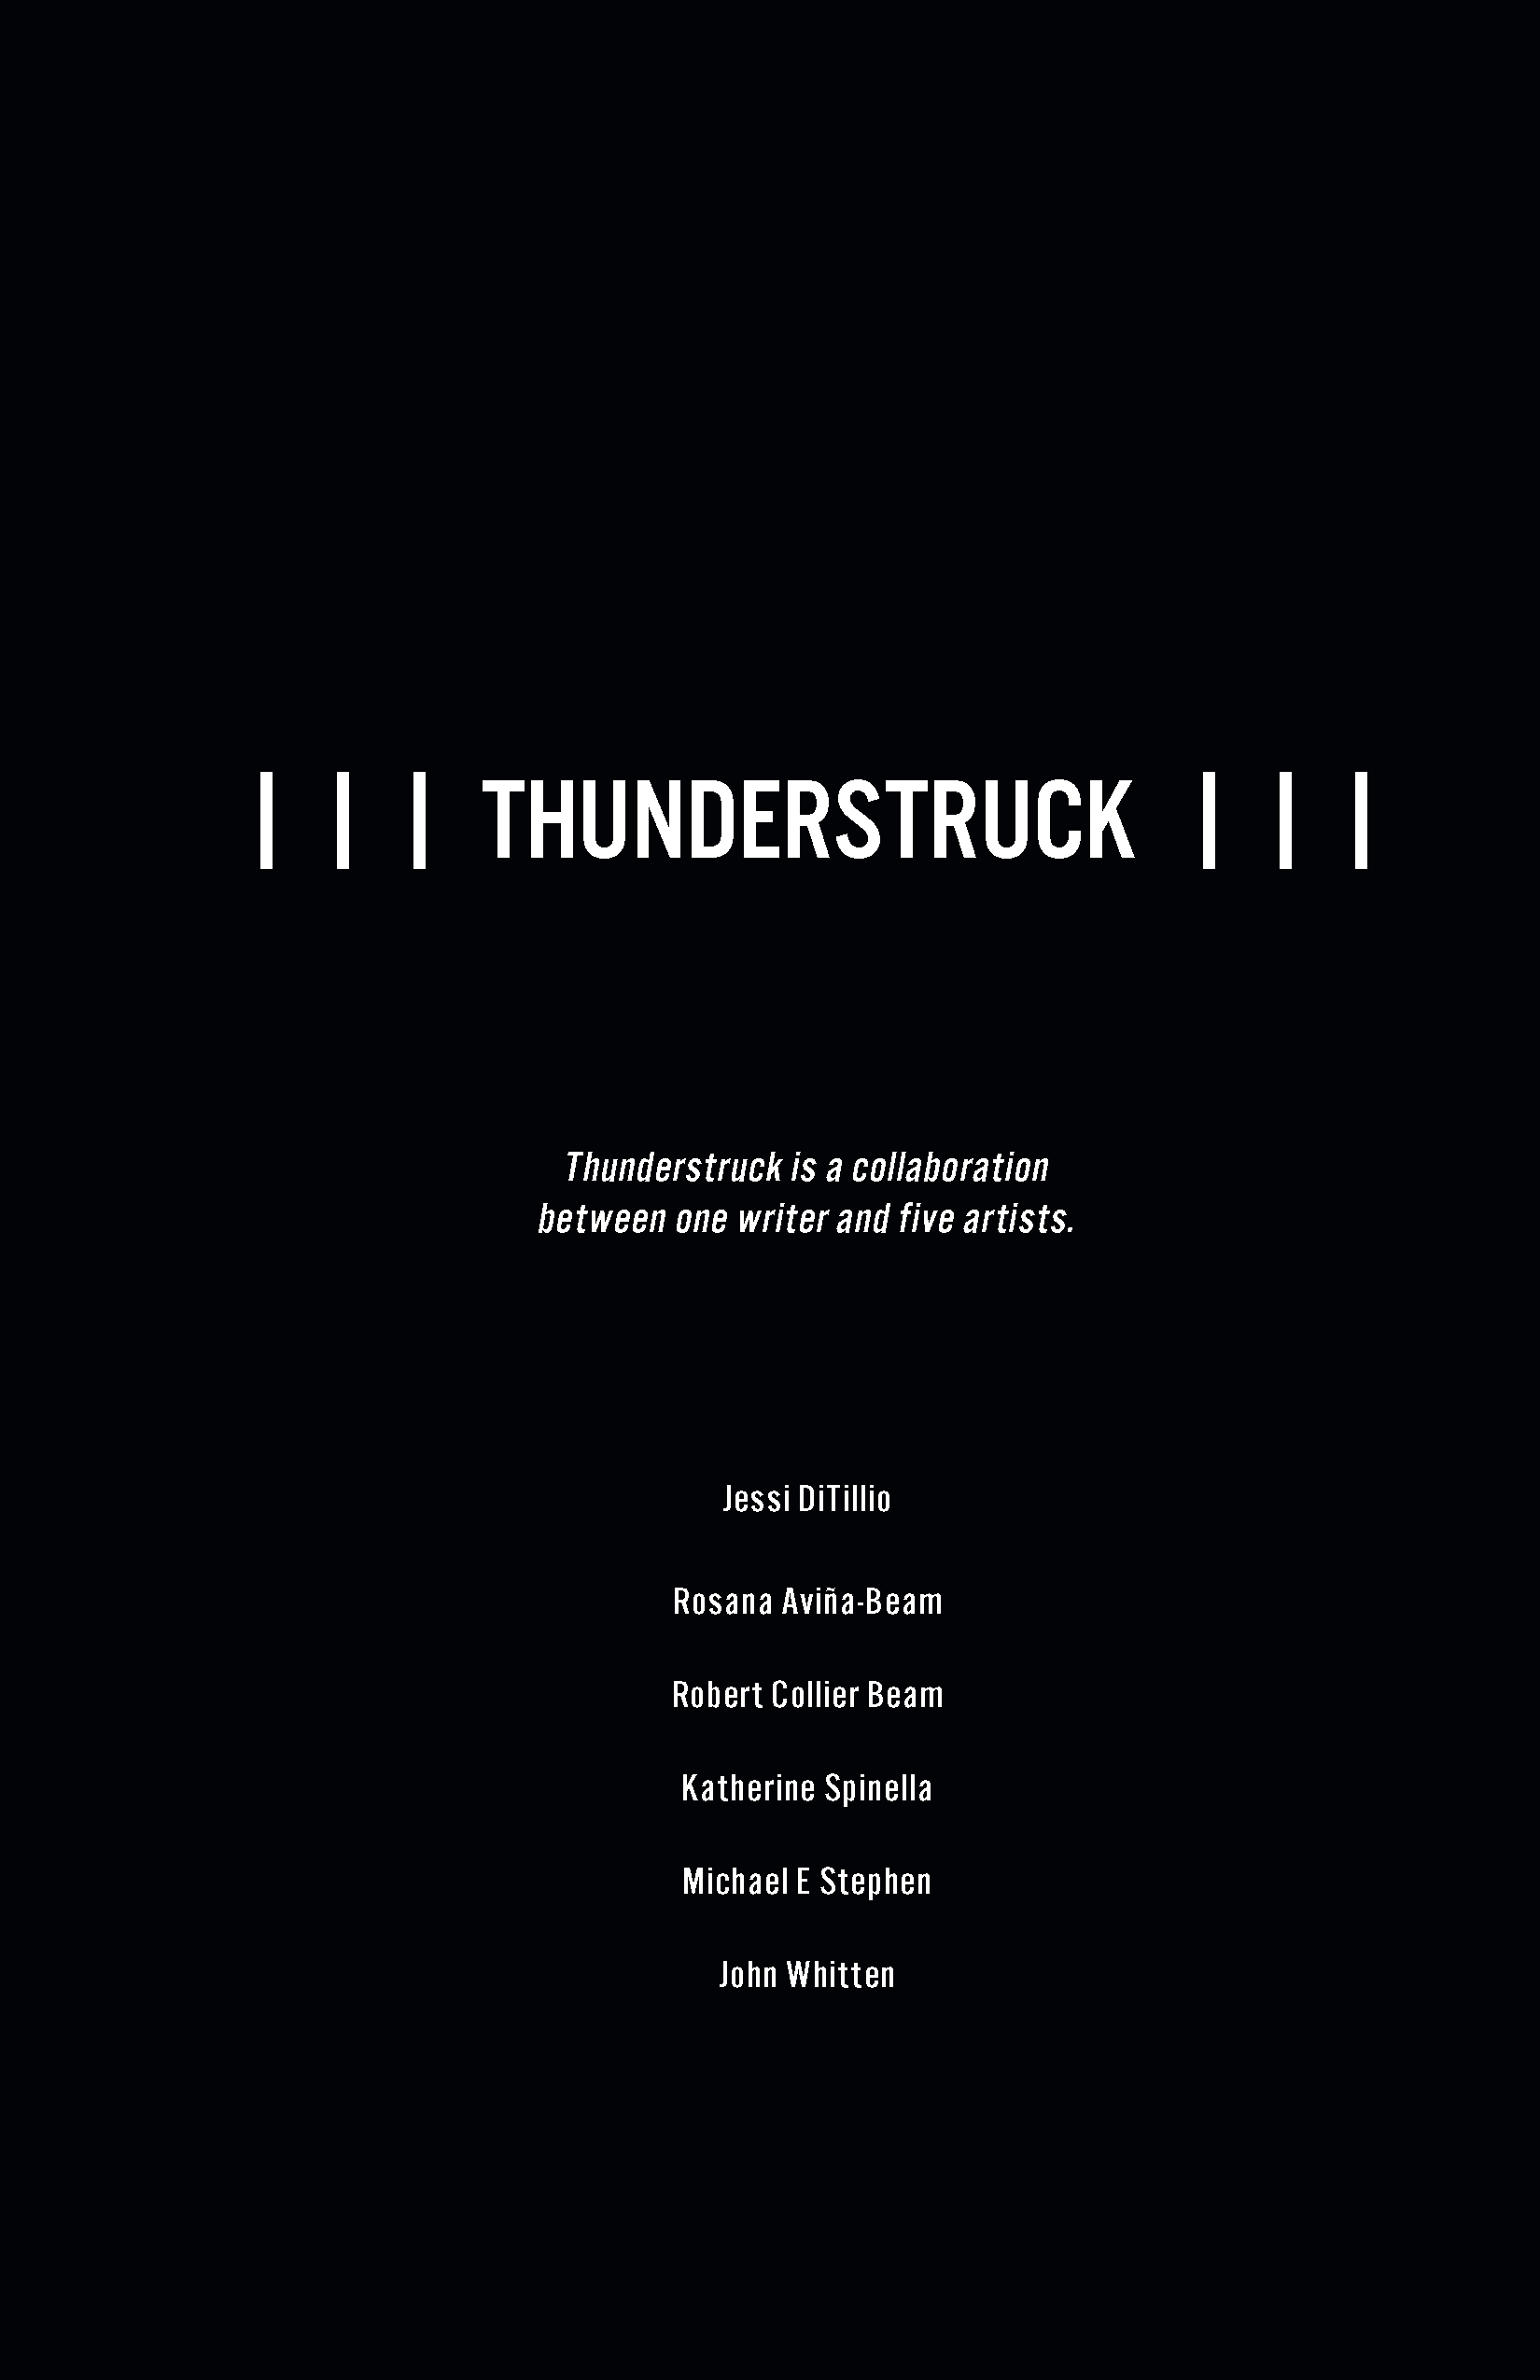 | | | THUNDERSTRUCK | | |
Thunderstruck is a collaboration
between one writer and five artists.
Jessi DiTillio
Rosana Aviña-Beam
Robert Collier Beam
Katherine Spinella
Michael E Stephen
John Whitten